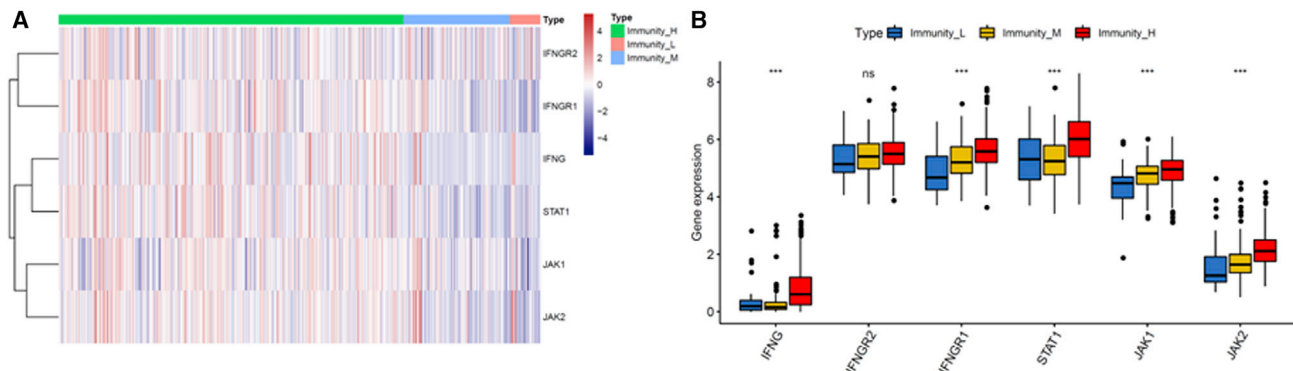 A
Type
IFNGR2
IFNGR1
IFNG
STAT1
JAK1
JAK2
4
2
0
−2
−4
Type
Immunity_H
Immunity_L
Immunity_M
B
Type Immunity_L Immunity_M Immunity_H
*** ns *** *** *** ***
Gene expression
8
6
4
2
0
IFNG
IFNGR2
IFNGR1
STAT1
JAK1
JAK2